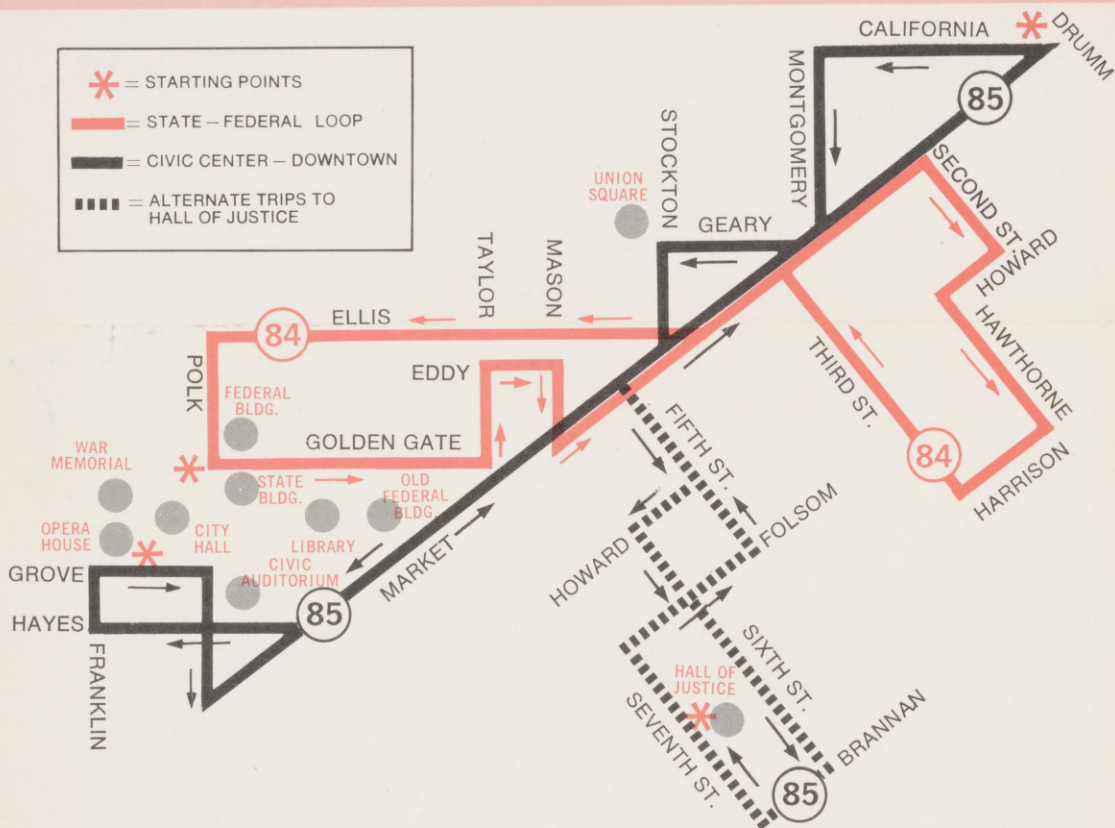 = STARTING POINTS
= STATE – FEDERAL LOOP
= CIVIC CENTER – DOWNTOWN
= ALTERNATE TRIPS TO
HALL OF JUSTICE
CALIFORNIA
DRUMM
MONTGOMERY
85
STOCKTON
UNION
SQUARE
GEARY
SECOND ST.
HOWARD
HAWTHORNE
HARRISON
THIRD ST.
84
TAYLOR
MASON
ELLIS
84
POLK
EDDY
FEDERAL
BLDG.
GOLDEN GATE
WAR
MEMORIAL
STATE
BLDG.
OLD
FEDERAL
BLDG.
OPERA
HOUSE
CITY
HALL
LIBRARY
CIVIC
AUDITORIUM
MARKET
GROVE
HAYES
FRANKLIN
85
FIFTH ST.
FOLSOM
HOWARD
SIXTH ST.
HALL OF
JUSTICE
SEVENTH ST.
BRANNAN
85